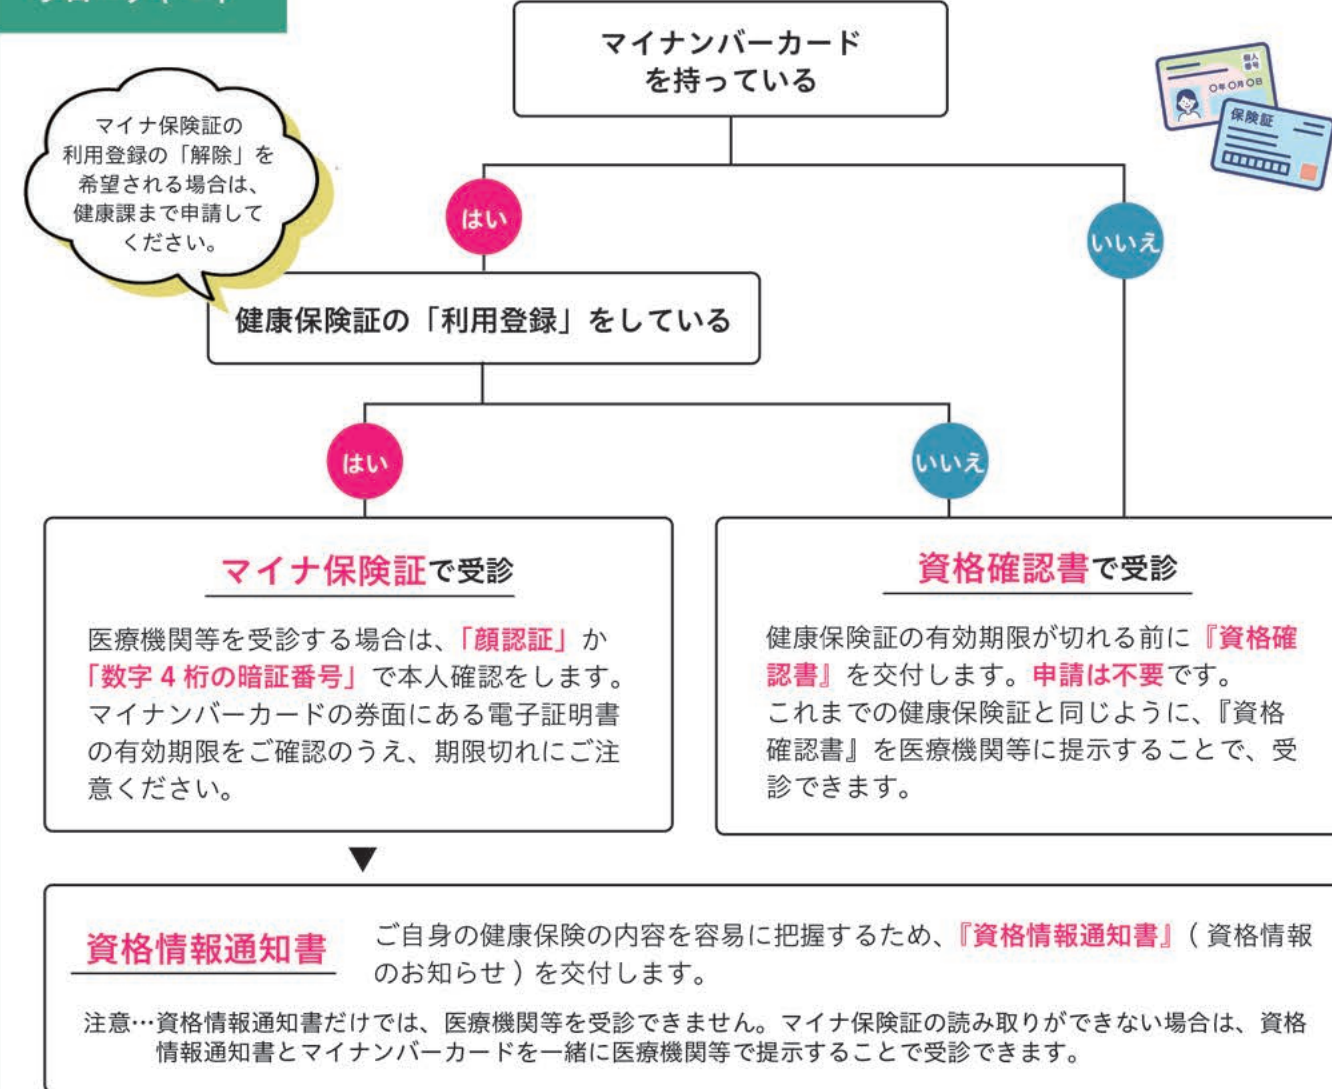 マイナンバーカード
を持っている
個人
番号
〇年〇月〇日
保険証
マイナ保険証の
利用登録の「解除」を
希望される場合は、
健康課まで申請して
ください。
はい
いいえ
健康保険証の「利用登録」をしている
はい
いいえ
マイナ保険証で受診
医療機関等を受診する場合は、「顔認証」か
「数字 4 桁の暗証番号」で本人確認をします。
マイナンバーカードの券面にある電子証明書
の有効期限をご確認のうえ、期限切れにご注
意ください。
資格確認書で受診
健康保険証の有効期限が切れる前に『資格確
認書』を交付します。申請は不要です。
これまでの健康保険証と同じように、『資格
確認書』を医療機関等に提示することで、受
診できます。
資格情報通知書
ご自身の健康保険の内容を容易に把握するため、『資格情報通知書』（資格情報
のお知らせ）を交付します。
注意…資格情報通知書だけでは、医療機関等を受診できません。マイナ保険証の読み取りができない場合は、資格
情報通知書とマイナンバーカードを一緒に医療機関等で提示することで受診できます。